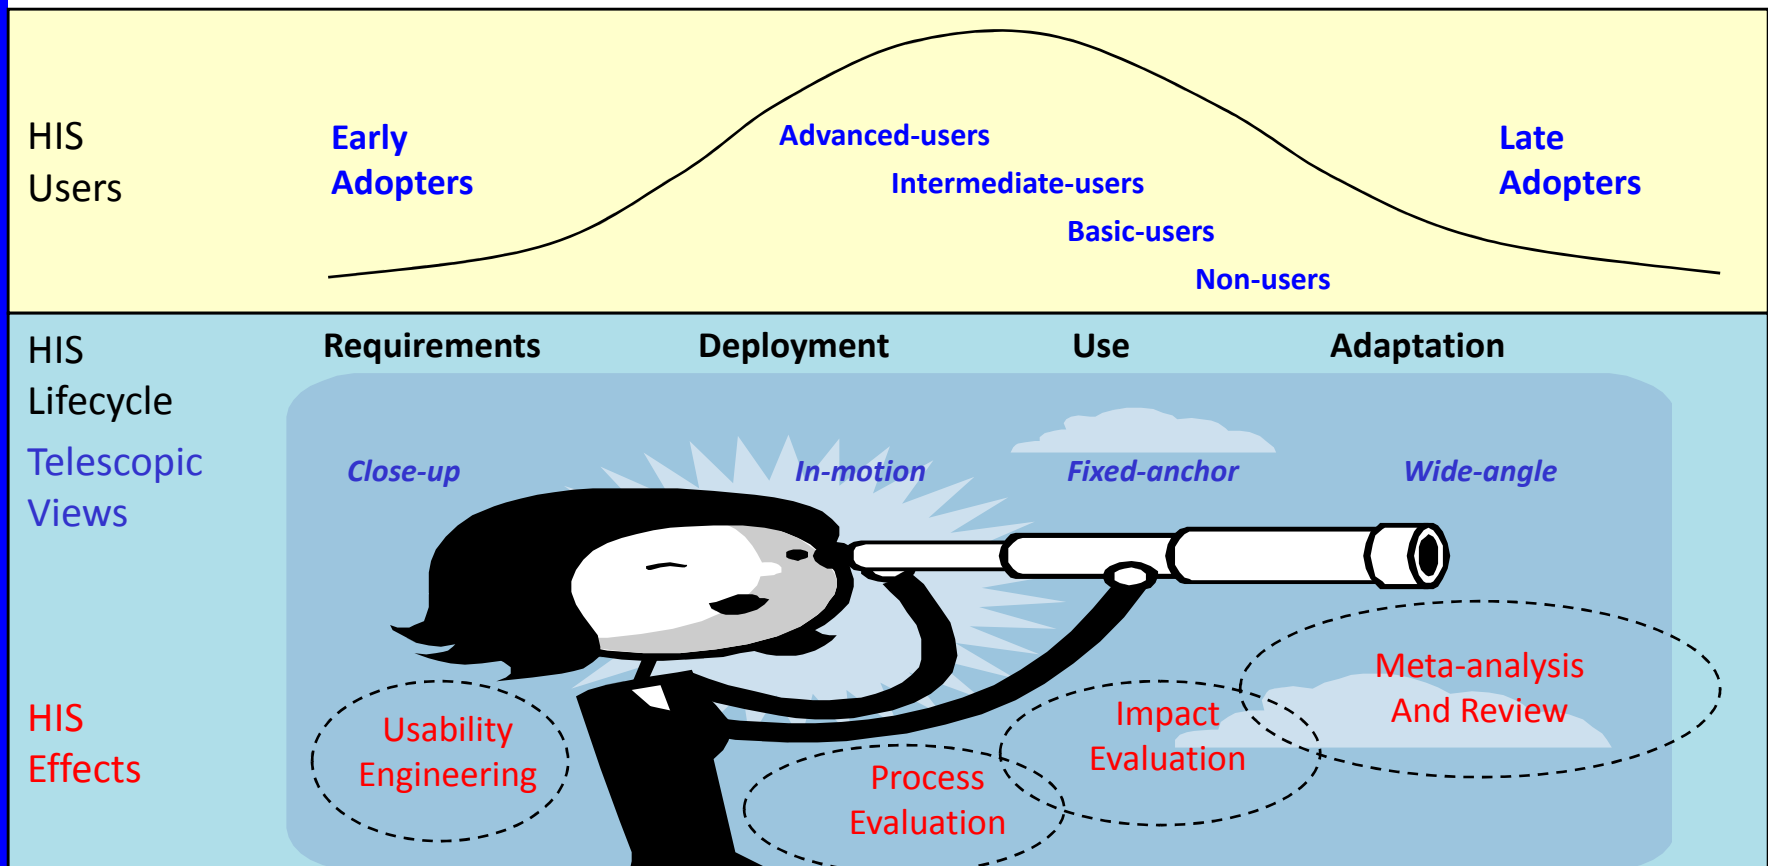 HIS
Users
Early
Adopters
Advanced-users
Intermediate-users
Basic-users
Non-users
Late
Adopters
HIS
Lifecycle
Requirements
Deployment
Use
Adaptation
Telescopic
Views
Close-up
In-motion
Fixed-anchor
Wide-angle
HIS
Effects
Usability
Engineering
Process
Evaluation
Impact
Evaluation
Meta-analysis
And Review